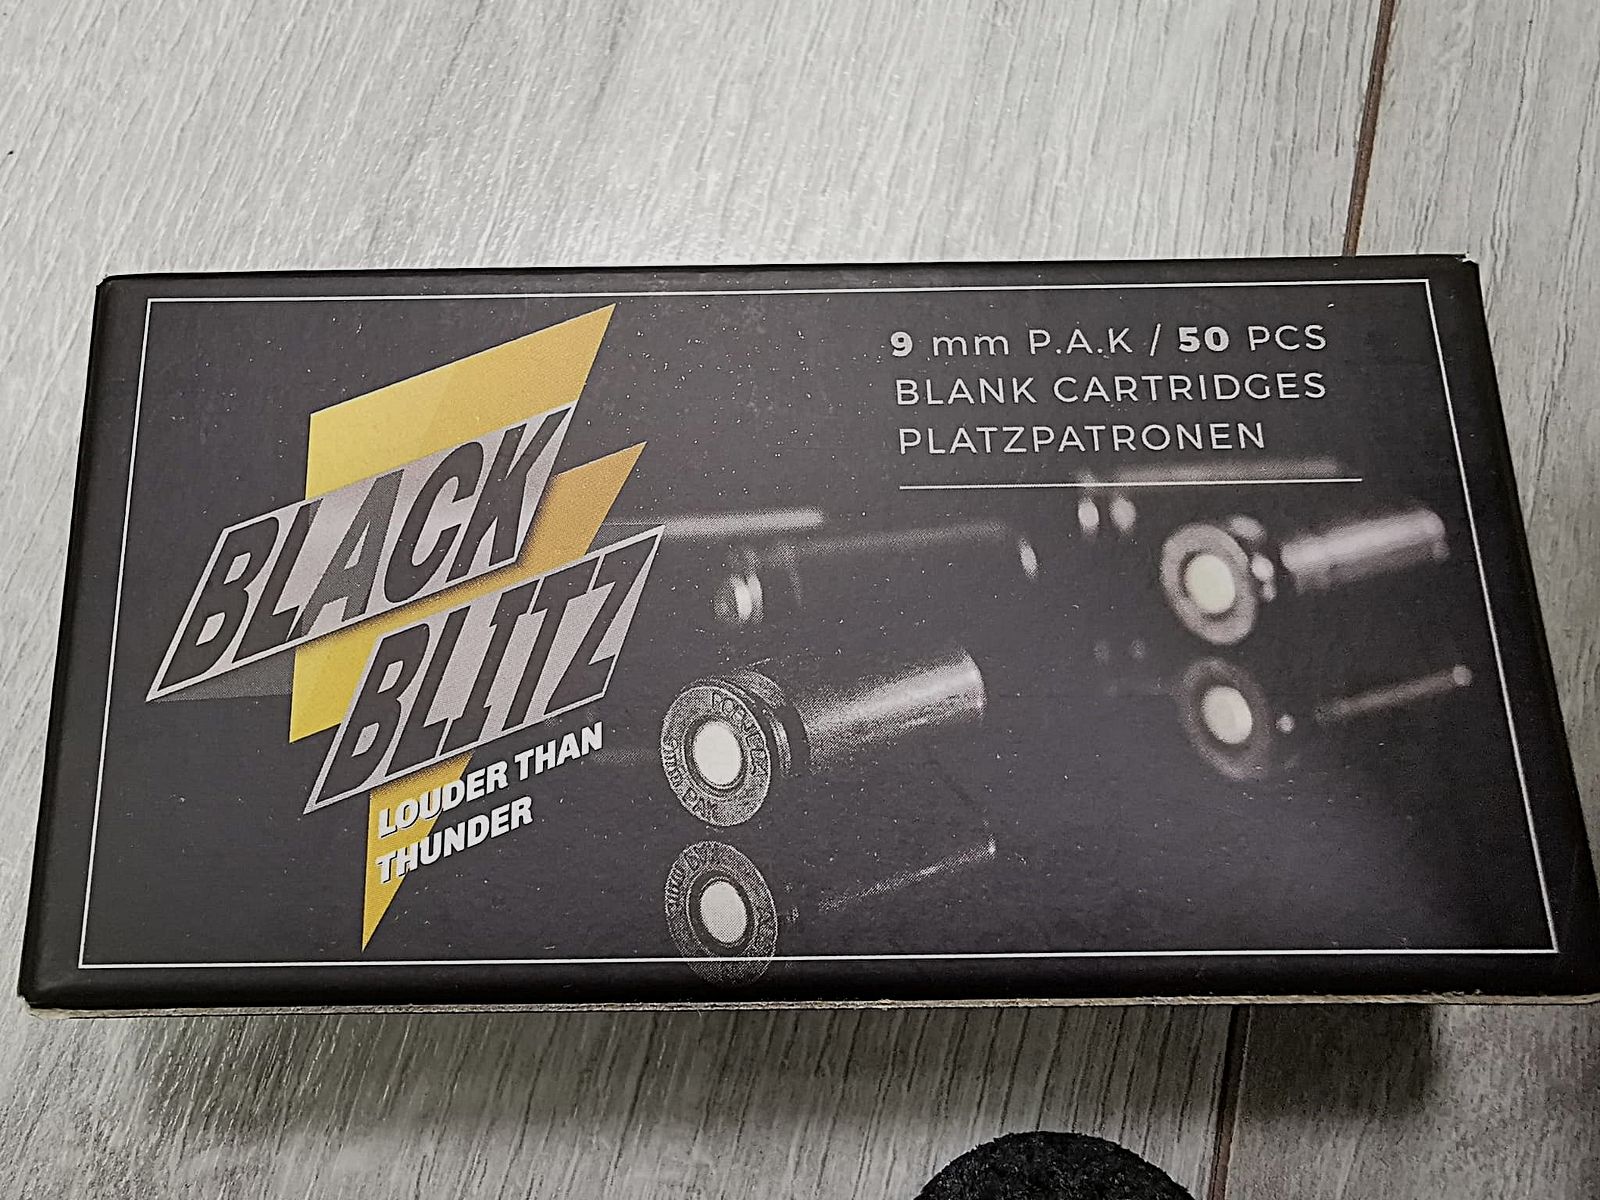 BLACK
BLITZ
LOUDER THAN
THUNDER
9 mm P.A.K / 50 PCS
BLANK CARTRIDGES
PLATZPATRONEN